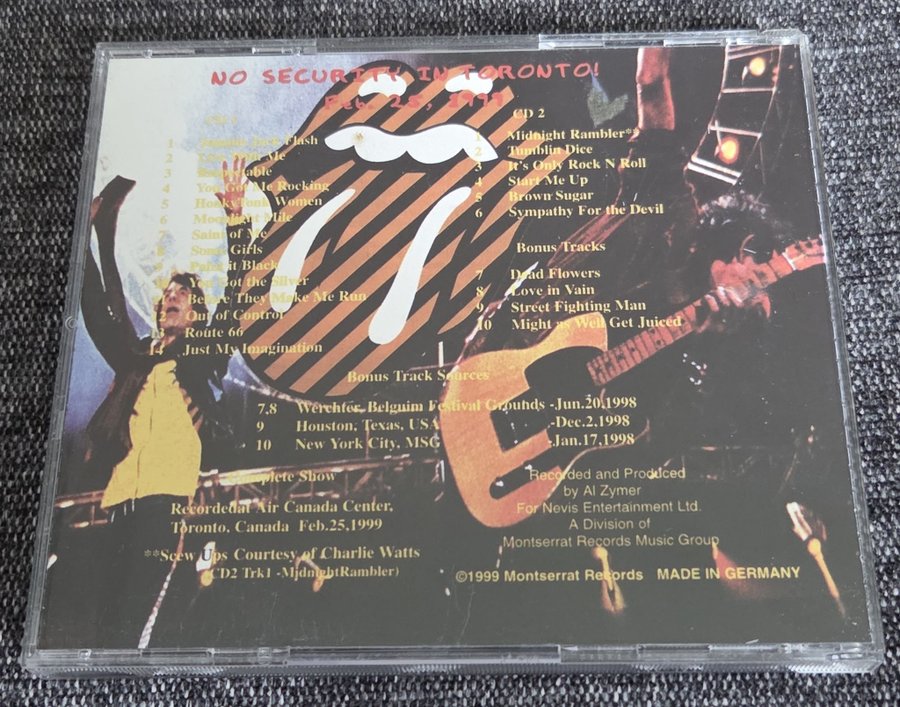 NO SECURITY IN TORONTO!
Feb. 25, 1999
CD 1
1 Jumpin Jack Flash
2 Live With Me
3 Respectable
4 You Got Me Rocking
5 HonkyTonk Women
6 Moonlight Mile
7 Saint of Me
8 Some Girls
9 Paint it Black
10 You Got the Silver
11 Before They Make Me Run
12 Out of Control
13 Route 66
14 Just My Imagination
CD 2
1 Midnight Rambler**
2 Tumblin Dice
3 It's Only Rock N Roll
4 Start Me Up
5 Brown Sugar
6 Sympathy For the Devil
Bonus Tracks
7 Dead Flowers
8 Love in Vain
9 Street Fighting Man
10 Might as Well Get Juiced
Bonus Track Sources
7,8 Werchter, Belguim Festival Grounds -Jun.20,1998
9 Houston, Texas, USA -Dec.2,1998
10 New York City, MSG -Jan.17,1998
Complete Show
Recordedat Air Canada Center,
Toronto, Canada Feb.25,1999
**Scew Ups Courtesy of Charlie Watts
(CD2 Trk1 -MjdnightRambler)
Recorded and Produced
by Al Zymer
For Nevis Entertainment Ltd.
A Division of
Montserrat Records Music Group
©1999 Montserrat Records MADE IN GERMANY